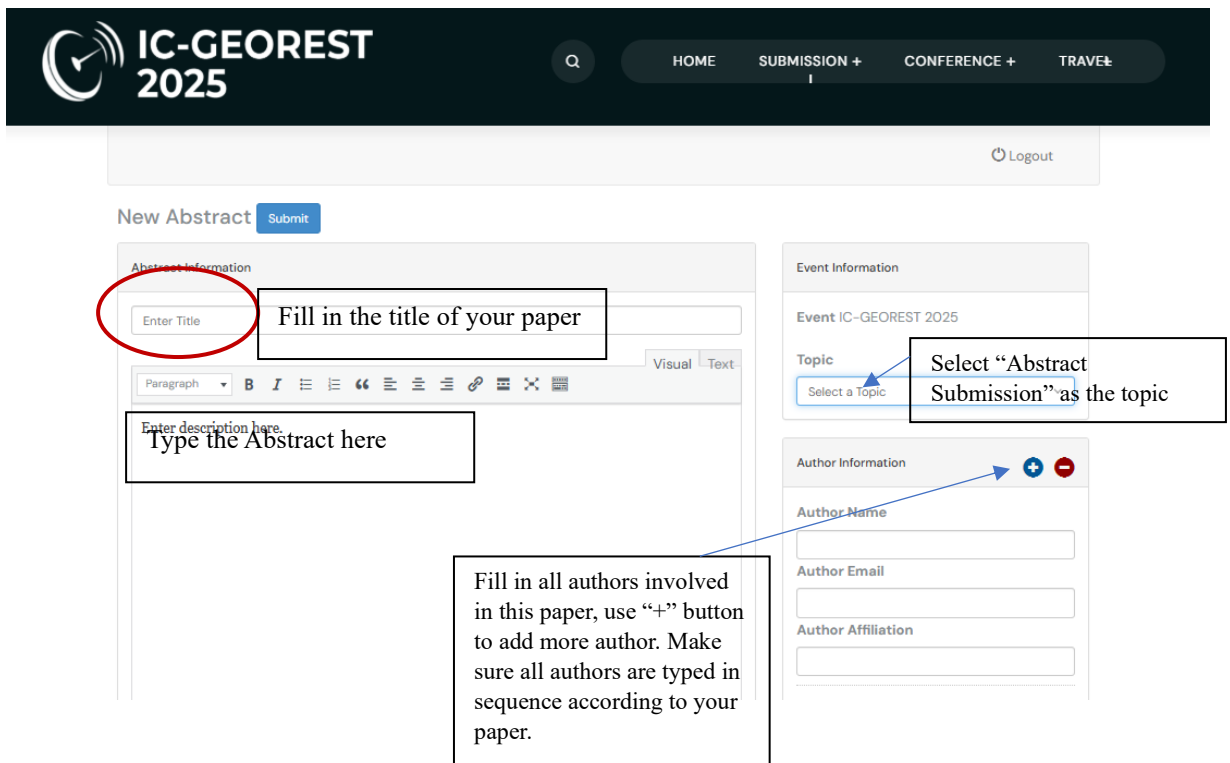 IC-GEOREST
2025
HOME SUBMISSION + CONFERENCE + TRAVEL
Logout
New Abstract Submit
Abstract Information
Enter Title
Fill in the title of your paper
Visual Text
Paragraph
Enter description here.
Type the Abstract here
Event Information
Event IC-GEOREST 2025
Topic
Select a Topic
Select “Abstract
Submission” as the topic
Author Information
Author Name
Author Email
Author Affiliation
Fill in all authors involved
in this paper, use “+” button
to add more author. Make
sure all authors are typed in
sequence according to your
paper.